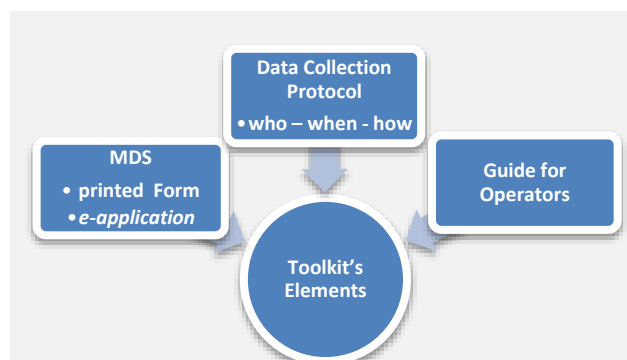 Data Collection
Protocol
•who – when - how
MDS
• printed Form
•e-application
Guide for
Operators
Toolkit's
Elements